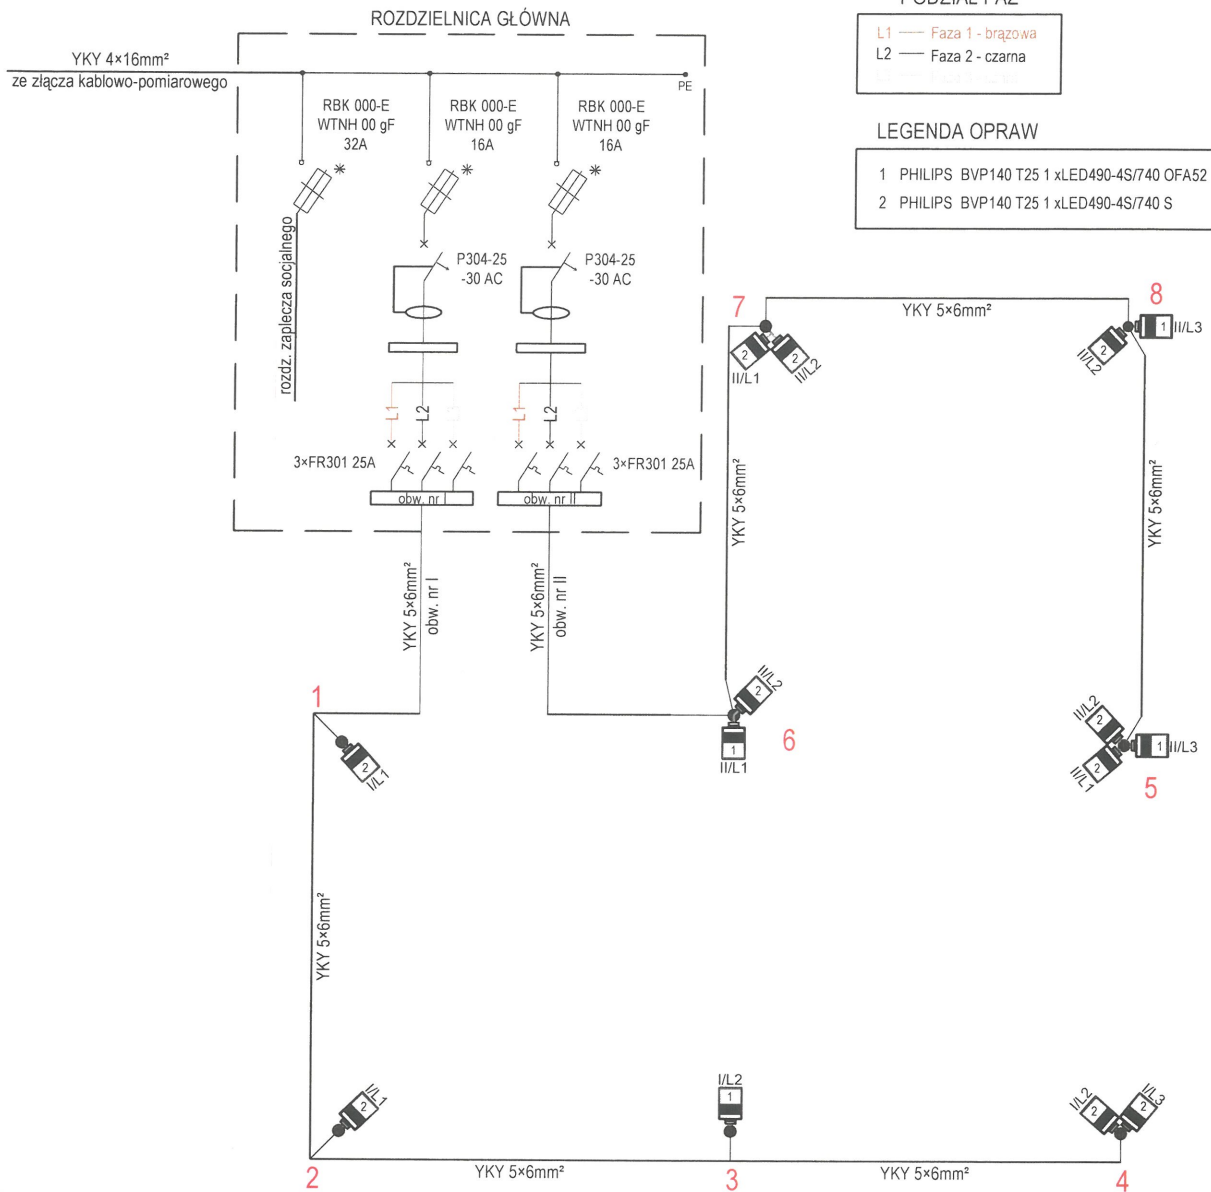 ROZDZIELNICA GŁÓWNA
PODZIAŁ FAZ
L1 Faza 1 - brązowa
L2 Faza 2 - czarna
LEGENDA OPRAW
1 PHILIPS BVP140 T25 1 xLED490-4S/740 OFA52
2 PHILIPS BVP140 T25 1 xLED490-4S/740 S
YKY 4×16mm²
ze złącza kablowo-pomiarowego
PE
RBK 000-E
WTNH 00 gF
32A
RBK 000-E
WTNH 00 gF
16A
RBK 000-E
WTNH 00 gF
16A
rozdz. zaplecza socjalnego
P304-25
-30 AC
P304-25
-30 AC
L1
L2
L1
L2
3×FR301 25A
3×FR301 25A
obw. nr I
obw. nr II
YKY 5×6mm²
obw. nr I
YKY 5×6mm²
obw. nr II
7
2
II/L1
2
II/L2
YKY 5×6mm²
8
1
II/L3
2
II/L2
YKY 5×6mm²
YKY 5×6mm²
6
2
II/L2
1
II/L1
5
2
II/L2
1
II/L3
2
II/L1
1
2
I/L1
YKY 5×6mm²
2
2
I/L1
YKY 5×6mm²
I/L2
1
3
YKY 5×6mm²
I/L2
2
I/L3
2
4